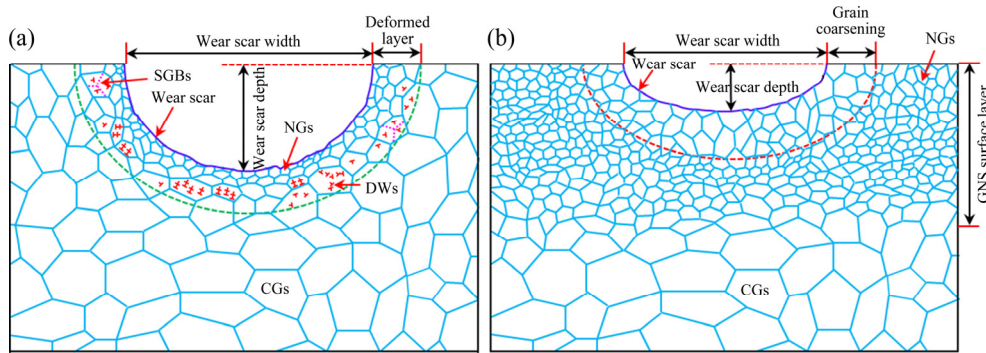 (a)
Wear scar width
Deformed
layer
SGBs
Wear scar
Wear scar depth
NGs
DWs
CGs
(b)
Wear scar width
Grain
coarsening
NGs
Wear scar
Wear scar depth
GNS surface layer
CGs